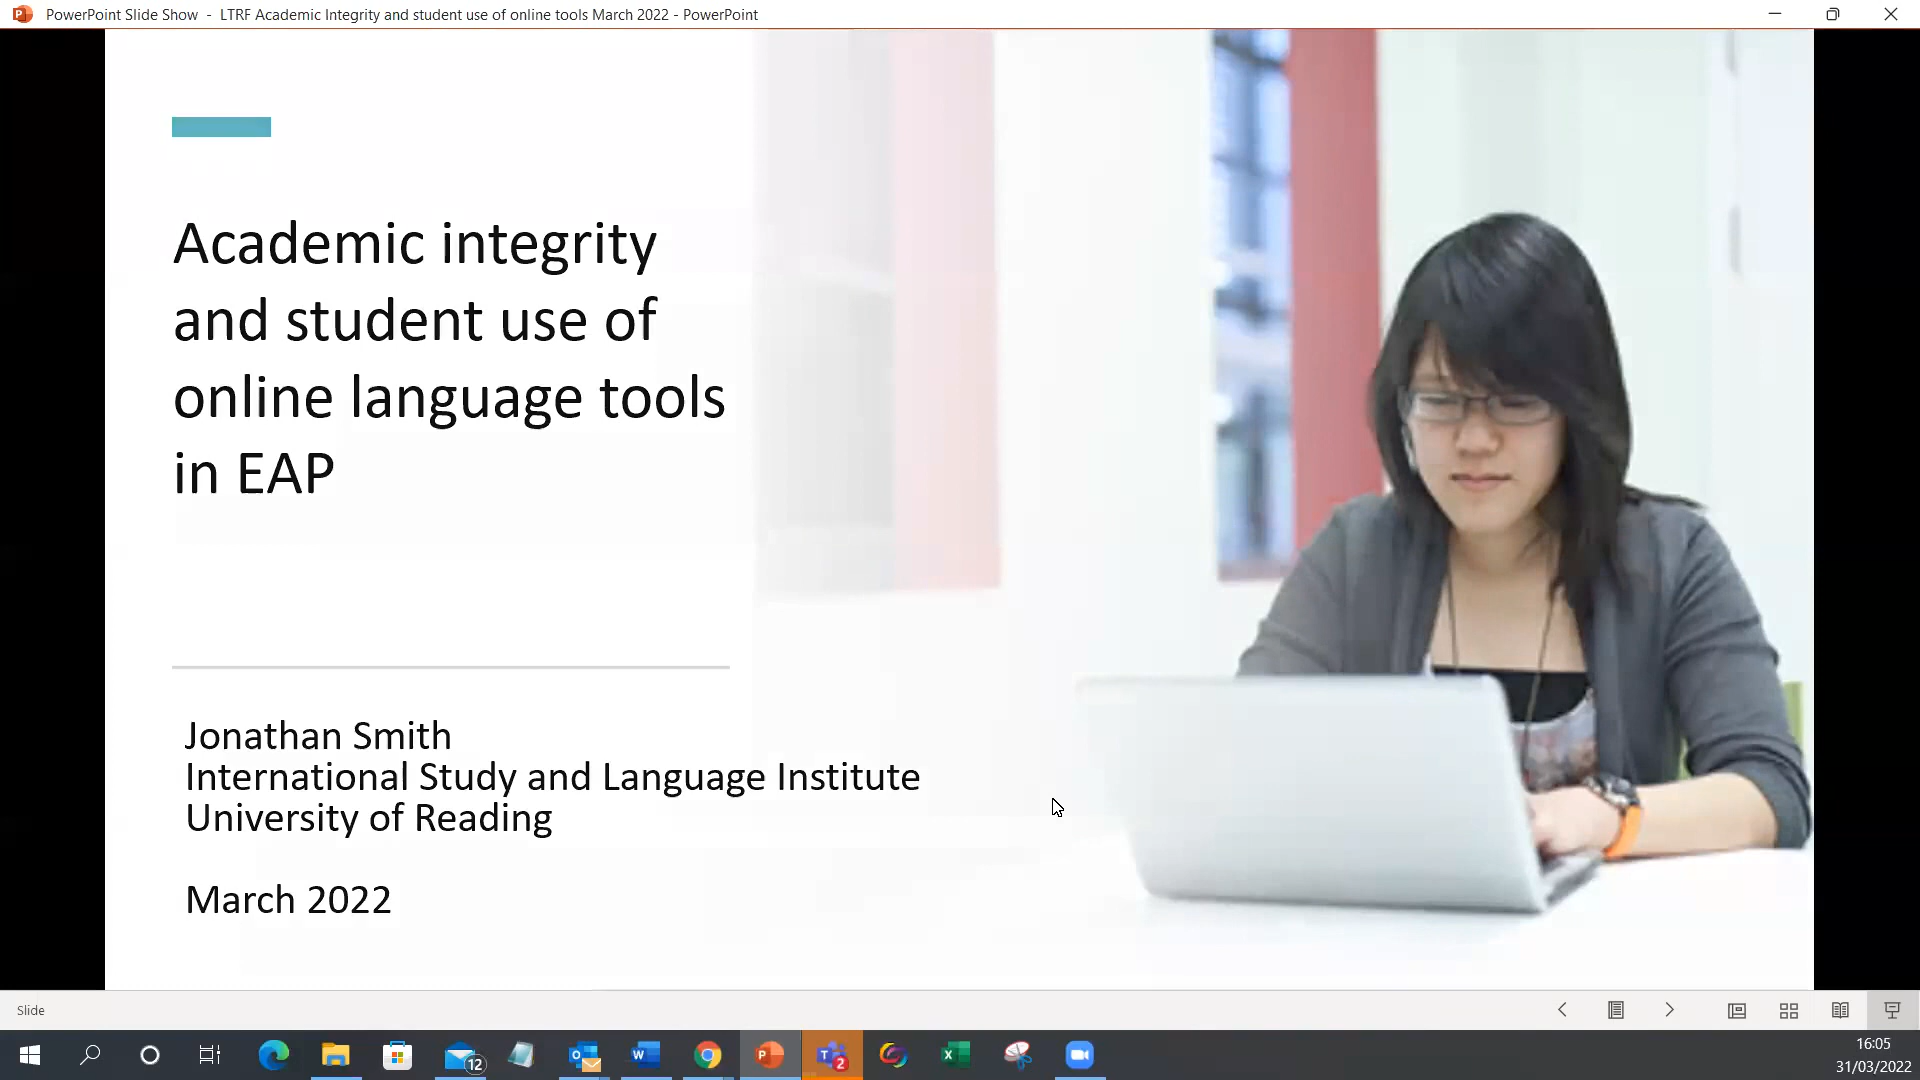 PowerPoint Slide Show - LTRF Academic Integrity and student use of online tools March 2022 - PowerPoint
Academic integrity
and student use of
online language tools
in EAP
Jonathan Smith
International Study and Language Institute
University of Reading
March 2022
Slide
12
2
16:05
31/03/2022